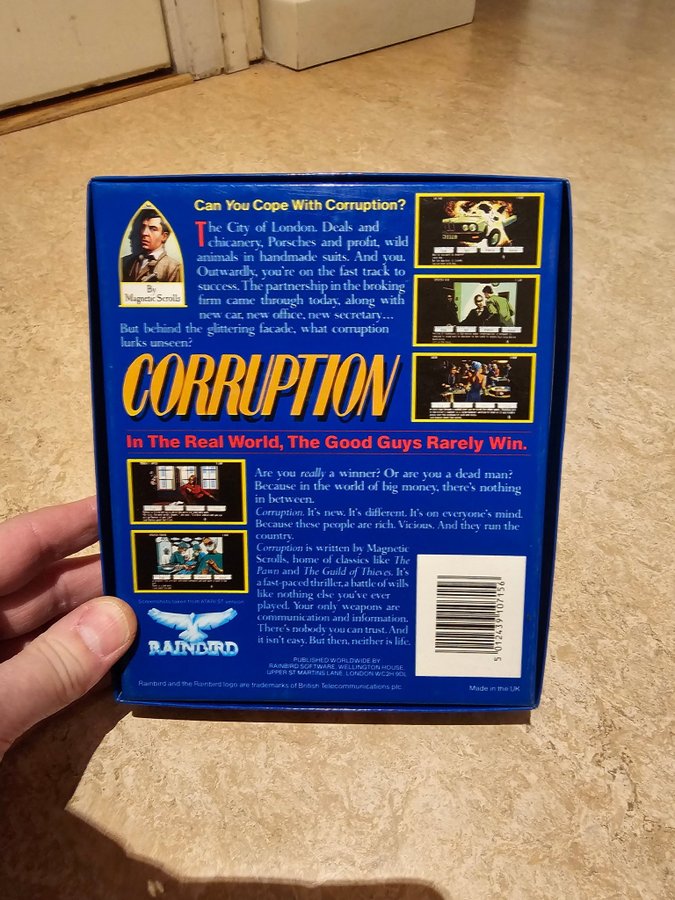 Can You Cope With Corruption?
The City of London. Deals and
chicanery, Porsches and profit, wild
animals in handmade suits. And you.
Outwardly, you're on the fast track to
success. The partnership in the broking
firm came through today, along with
new car, new office, new secretary...
But behind the glittering facade, what corruption
lurks unseen?
By
Magnetic Scrolls
CORRUPTION
In The Real World, The Good Guys Rarely Win.
Are you really a winner? Or are you a dead man?
Because in the world of big money, there's nothing
in between.
Corruption. It's new. It's different. It's on everyone's mind.
Because these people are rich. Vicious. And they run the
country.
Corruption is written by Magnetic
Scrolls, home of classics like The
Pawn and The Guild of Thieves. It's
a fast-paced thriller, a battle of wills
like nothing else you've ever
played. Your only weapons are
communication and information.
There's nobody you can trust. And
it isn't easy. But then, neither is life.
Screenshots taken from ATARI ST version
RAINBIRD
PUBLISHED WORLDWIDE BY
RAINBIRD SOFTWARE, WELLINGTON HOUSE,
UPPER ST MARTINS LANE, LONDON WC2H 9DL
Rainbird and the Rainbird logo are trademarks of British Telecommunications plc
Made in the UK
5 012439 107156